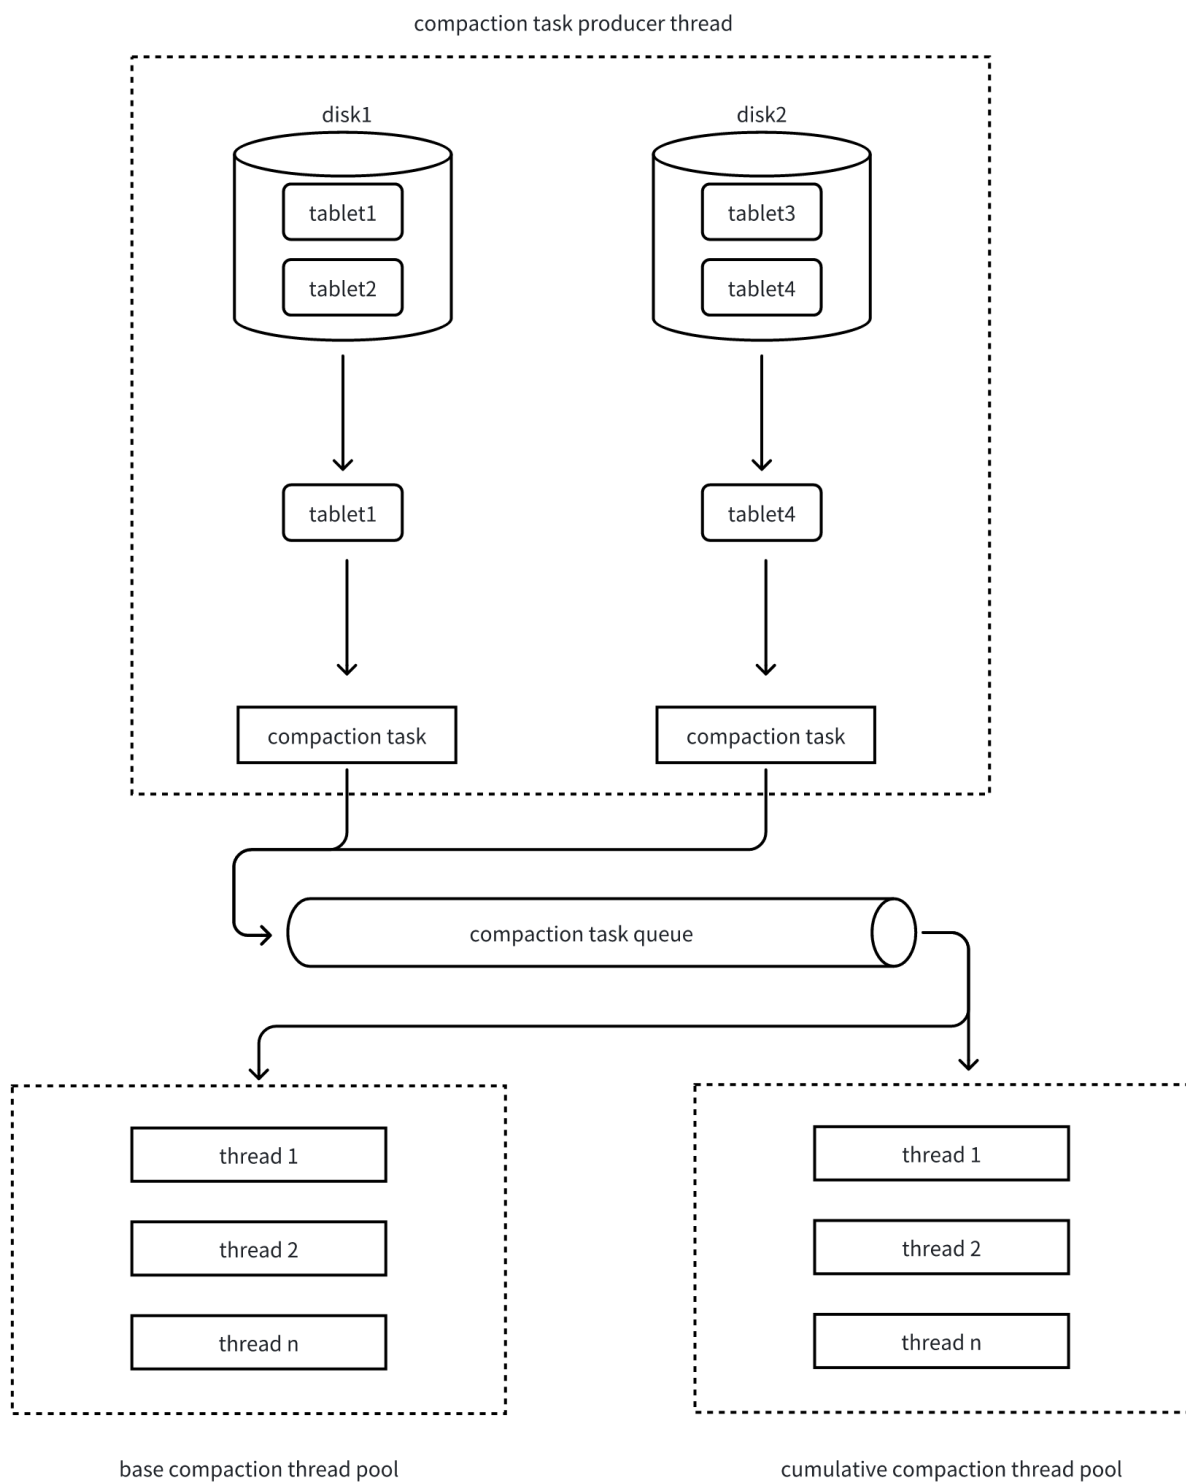 compaction task producer thread
disk1
disk2
tablet1
tablet3
tablet2
tablet4
tablet1
tablet4
compaction task
compaction task
compaction task queue
thread 1
thread 1
thread 2
thread 2
thread n
thread n
base compaction thread pool
cumulative compaction thread pool